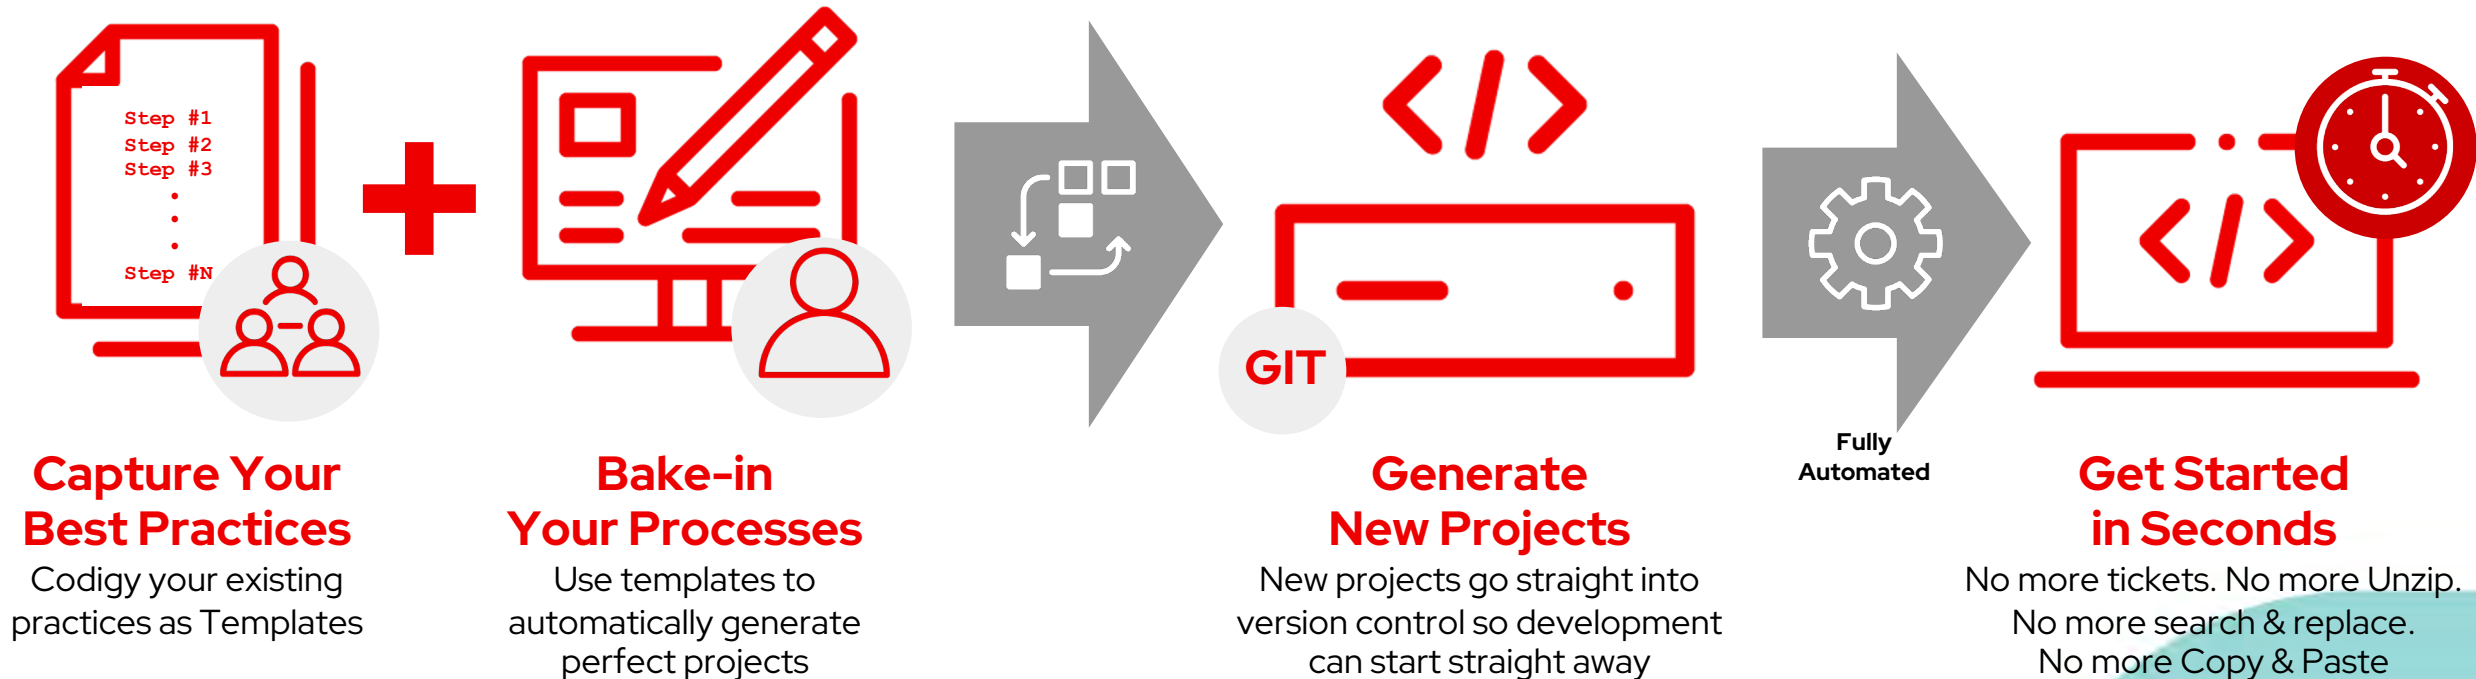 Step #1
Step #2
Step #3
Step #N
Capture Your
Best Practices
Codigy your existing
practices as Templates
Bake-in
Your Processes
Use templates to
automatically generate
perfect projects
GIT
Generate
New Projects
New projects go straight into
version control so development
can start straight away
Fully
Automated
Get Started
in Seconds
No more tickets. No more Unzip.
No more search & replace.
No more Copy & Paste